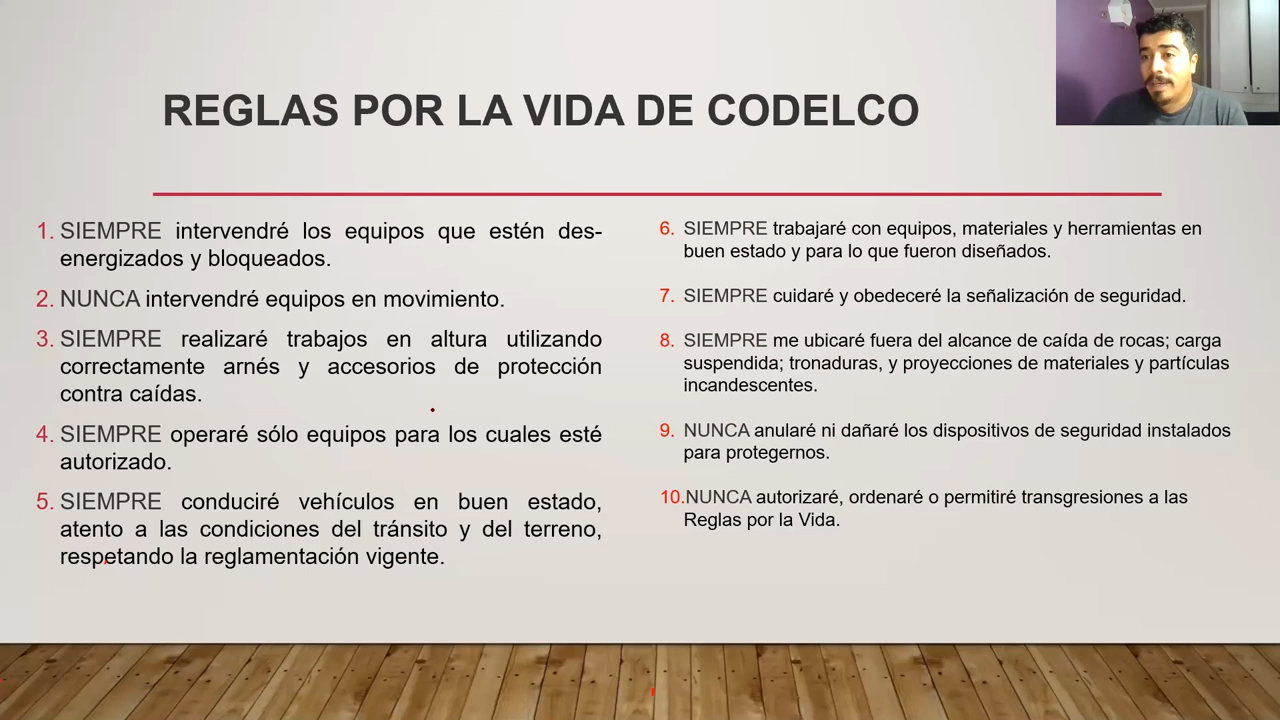 REGLAS POR LA VIDA DE CODELCO
1. SIEMPRE intervendré los equipos que estén des-
energizados y bloqueados.
2. NUNCA intervendré equipos en movimiento.
3. SIEMPRE realizaré trabajos en altura utilizando
correctamente arnés y accesorios de protección
contra caídas.
4. SIEMPRE operaré sólo equipos para los cuales esté
autorizado.
5. SIEMPRE conduciré vehículos en buen estado,
atento a las condiciones del tránsito y del terreno,
respetando la reglamentación vigente.
6. SIEMPRE trabajaré con equipos, materiales y herramientas en
buen estado y para lo que fueron diseñados.
7. SIEMPRE cuidaré y obedeceré la señalización de seguridad.
8. SIEMPRE me ubicaré fuera del alcance de caída de rocas; carga
suspendida; tronaduras, y proyecciones de materiales y partículas
incandescentes.
9. NUNCA anularé ni dañaré los dispositivos de seguridad instalados
para protegernos.
10.NUNCA autorizaré, ordenaré o permitiré transgresiones a las
Reglas por la Vida.